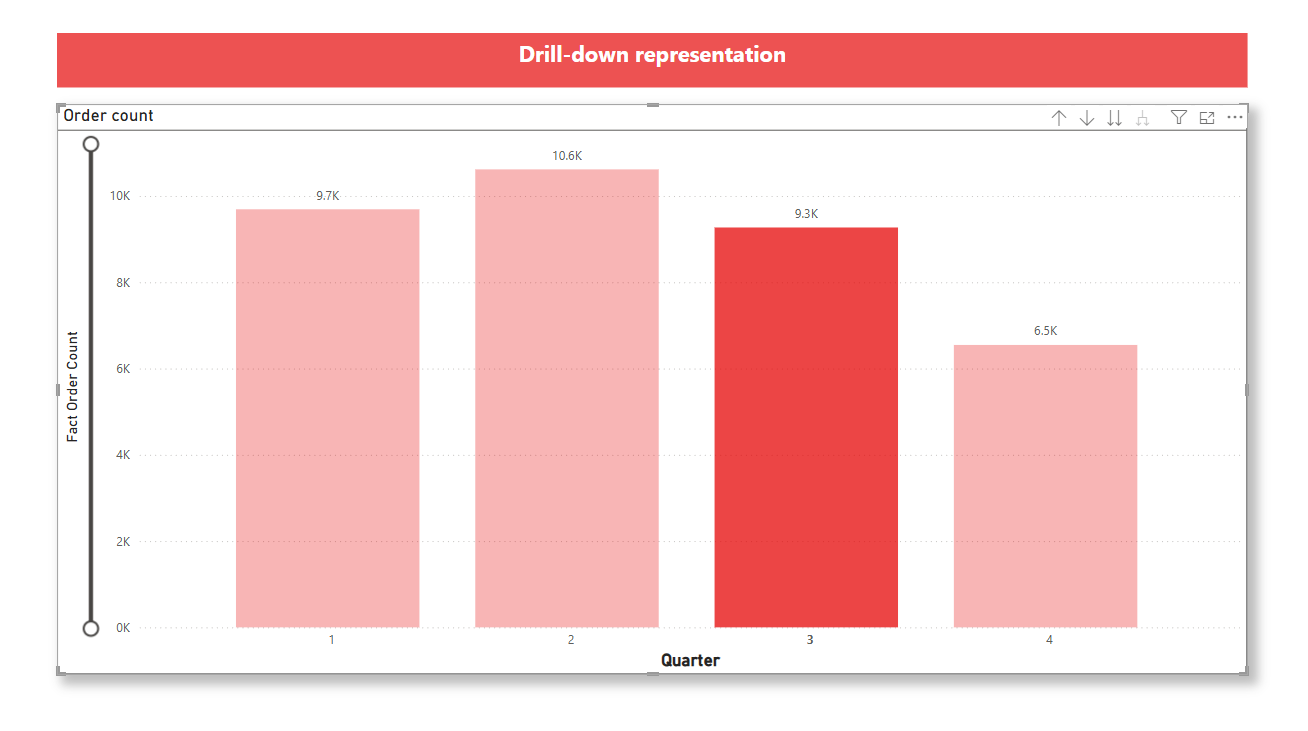 Drill-down representation
Order count
10.6K
10K
9.7K
9.3K
8K
6.5K
6K
Fact Order Count
4K
2K
0K
1 2 3 4
Quarter